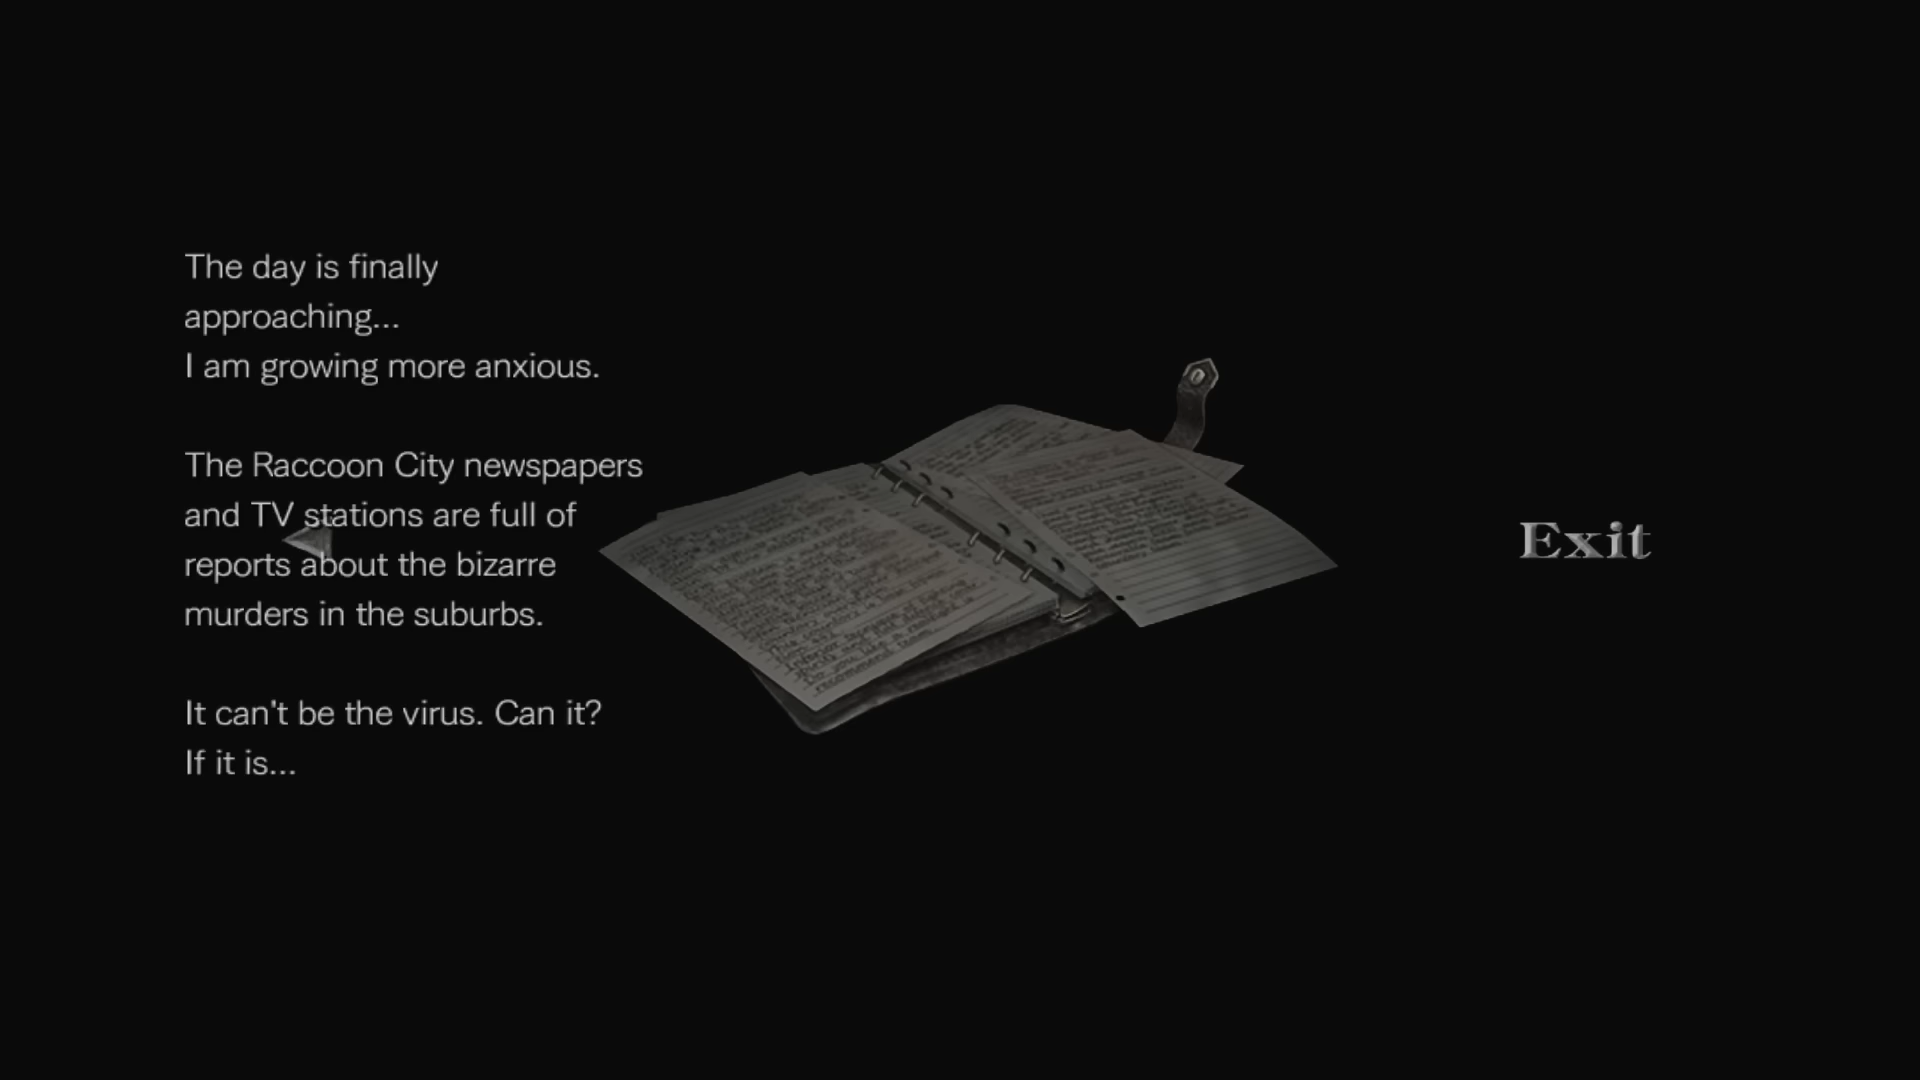 The day is finally
approaching...
I am growing more anxious.
The Raccoon City newspapers
and TV stations are full of
reports about the bizarre
murders in the suburbs.
It can't be the virus. Can it?
If it is...
Exit